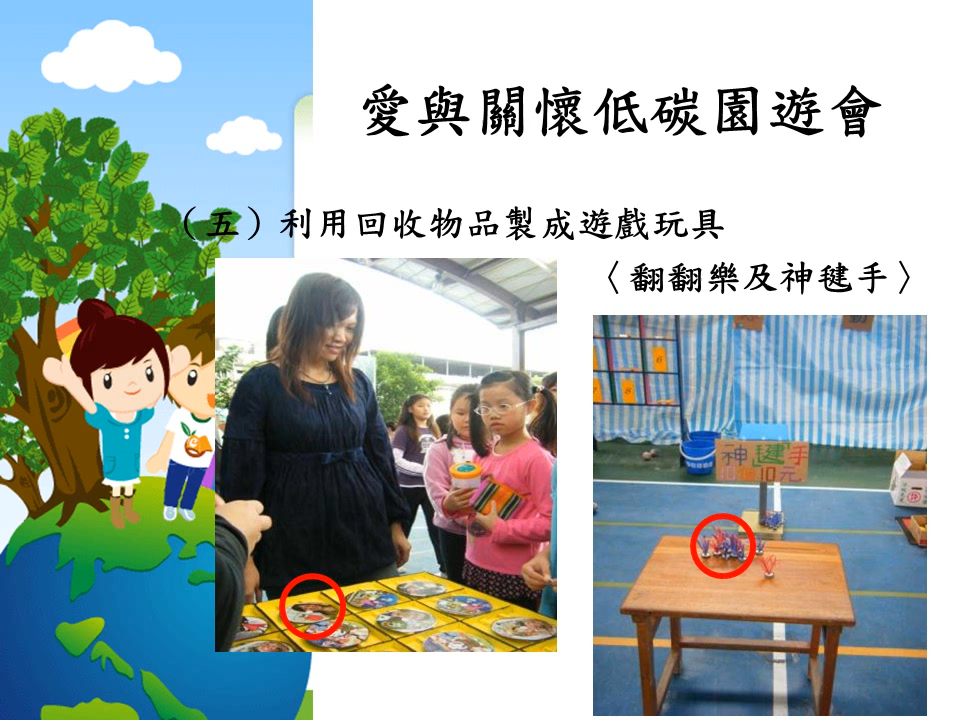 愛與關懷低碳園遊會
（五）利用回收物品製成遊戲玩具
〈翻翻樂及神毽手〉
神毽手
10元